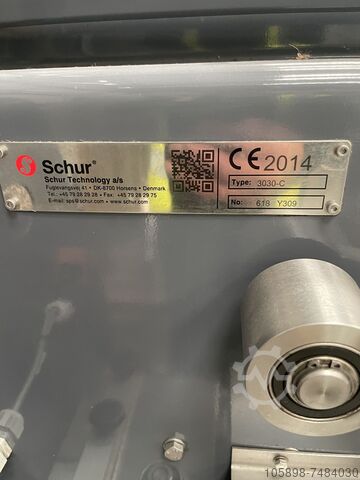 Schur®
Schur Technology a/s
Fuglevangsvej 41 • DK-8700 Horsens • Denmark
Tel.: +45 79 28 29 28 • Fax. +45 79 28 29 75
E-mail: sps@schur.com • www.schur.com
CE 2014
Type: 3030-C
No: 618 Y309
105898-7484030